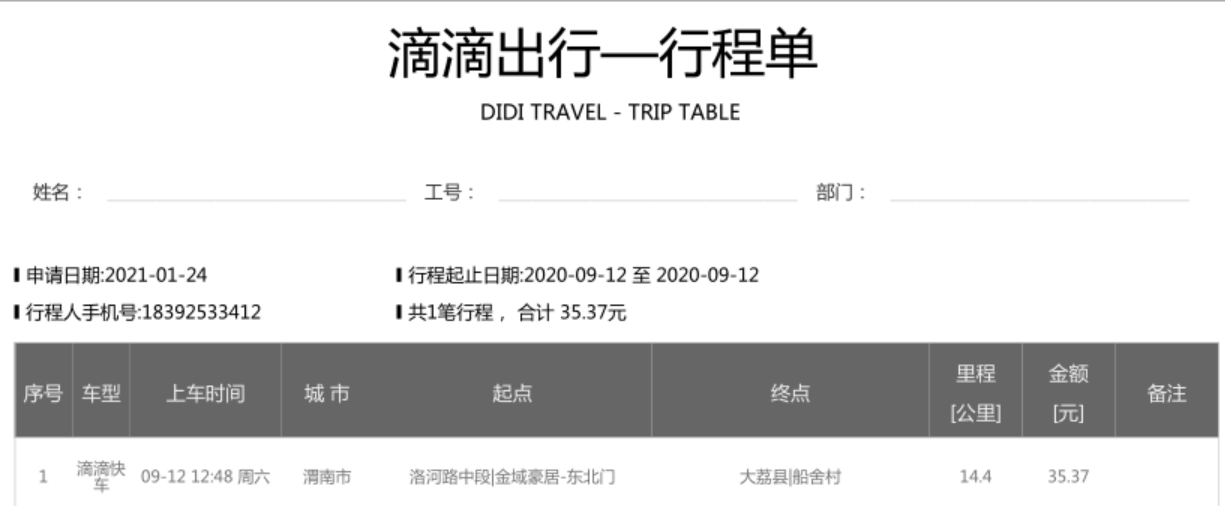 滴滴出行—行程单
DIDI TRAVEL - TRIP TABLE
姓名： 工号： 部门：
申请日期:2021-01-24 行程起止日期:2020-09-12 至 2020-09-12
行程人手机号:18392533412 共1笔行程， 合计 35.37元
序号 车型 上车时间 城 市 起点 终点 里程 [公里] 金额 [元] 备注
1 滴滴快车 09-12 12:48 周六 渭南市 洛河路中段|金域豪居-东北门 大荔县|船舍村 14.4 35.37